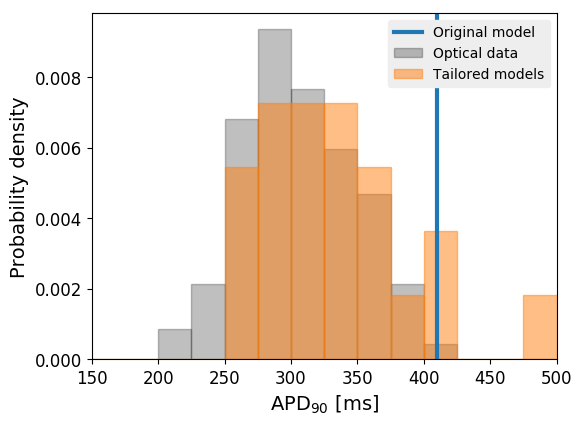 Original model
Optical data
Tailored models
Probability density
0.008
0.006
0.004
0.002
0.000
150 200 250 300 350 400 450 500
APD90 [ms]